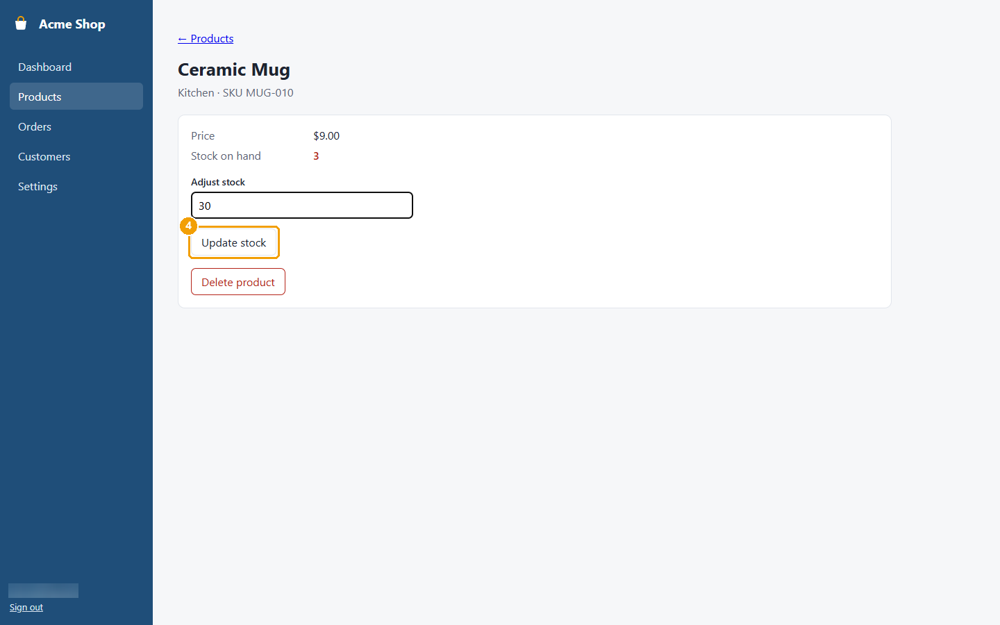 Acme Shop
Dashboard
Products
Orders
Customers
Settings
Sign out
← Products
Ceramic Mug
Kitchen · SKU MUG-010
Price $9.00
Stock on hand 3
Adjust stock
30
4
Update stock
Delete product